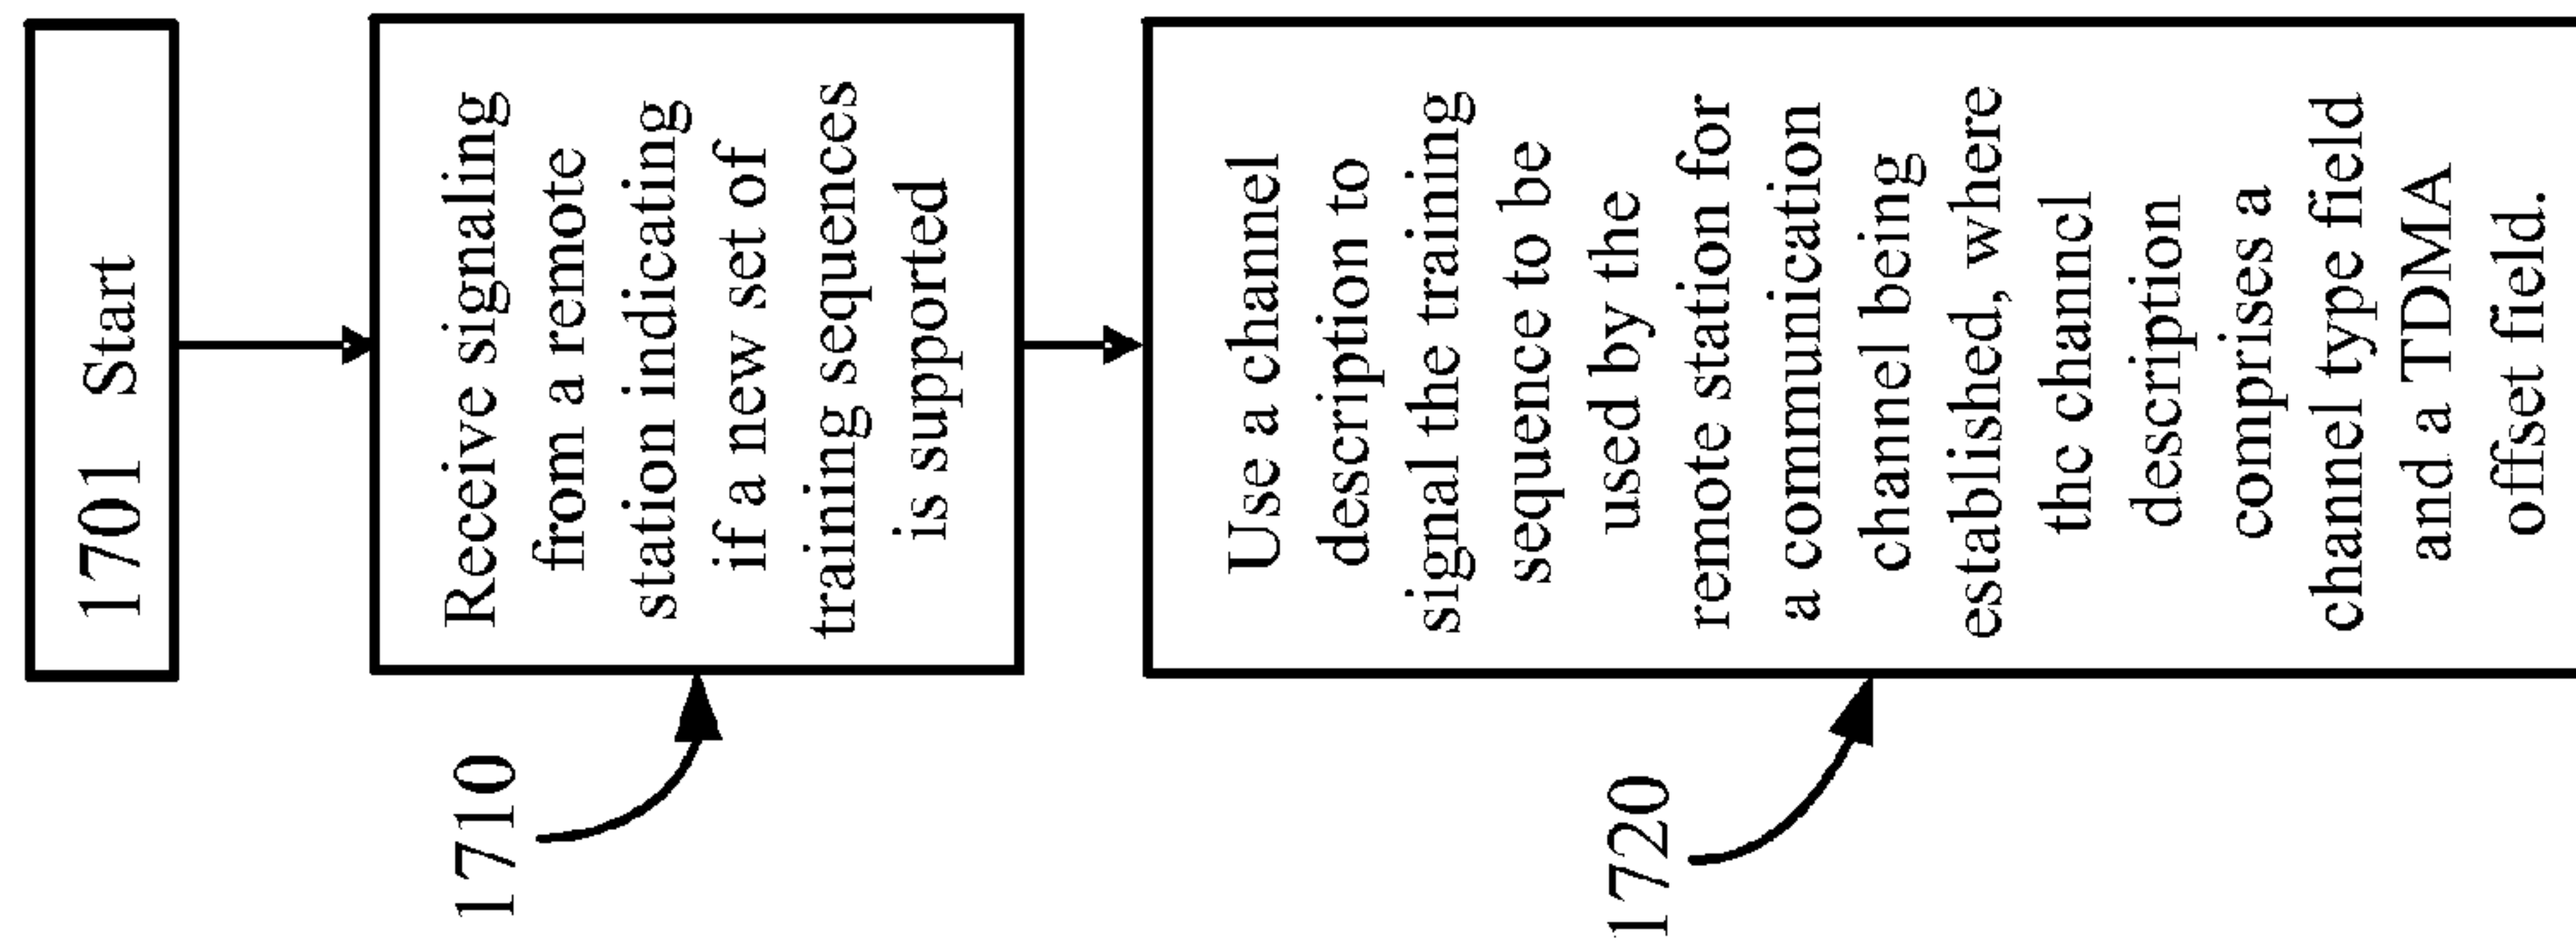 1701 Start
1710
Receive signaling
from a remote
station indicating
if a new set of
training sequences
is supported
1720
Use a channel
description to
signal the training
sequence to be
used by the
remote station for
a communication
channel being
established, where
the channel
description
comprises a
channel type field
and a TDMA
offset field.